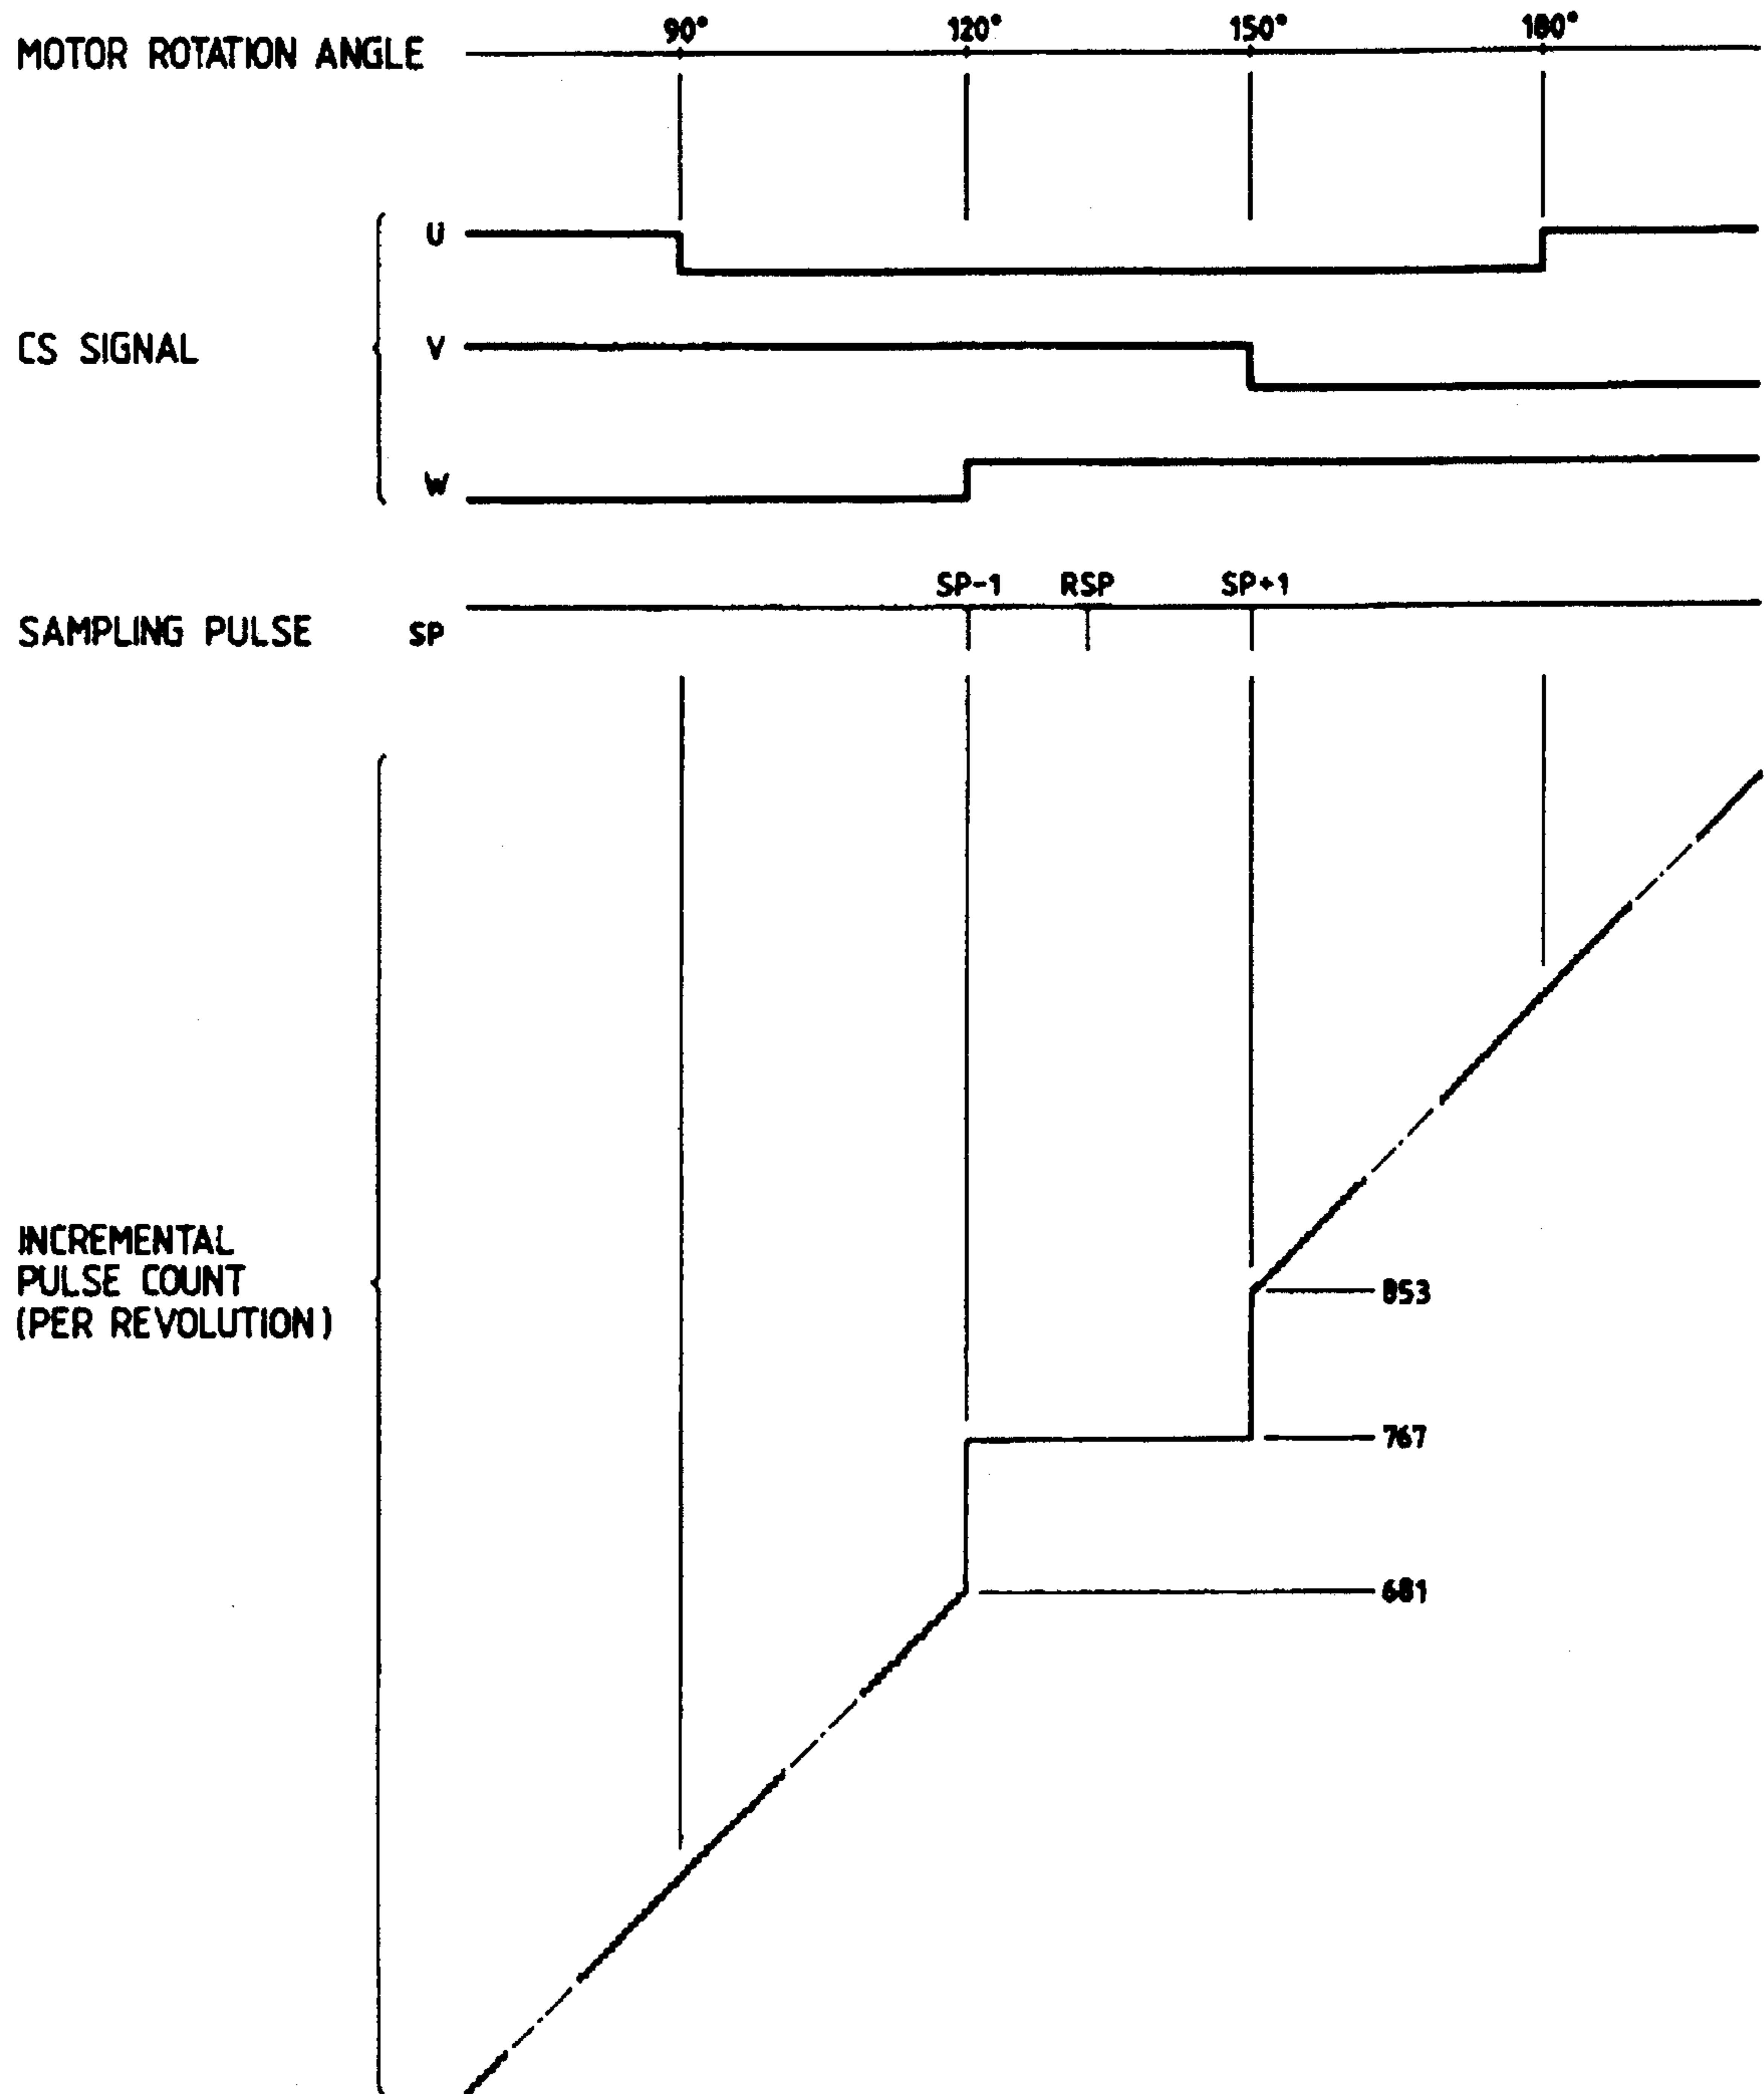 90° 120° 150° 180°
MOTOR ROTATION ANGLE
U
CS SIGNAL V
W
SP-1 RSP SP+1
SAMPLING PULSE SP
INCREMENTAL
PULSE COUNT
(PER REVOLUTION)
853
767
681